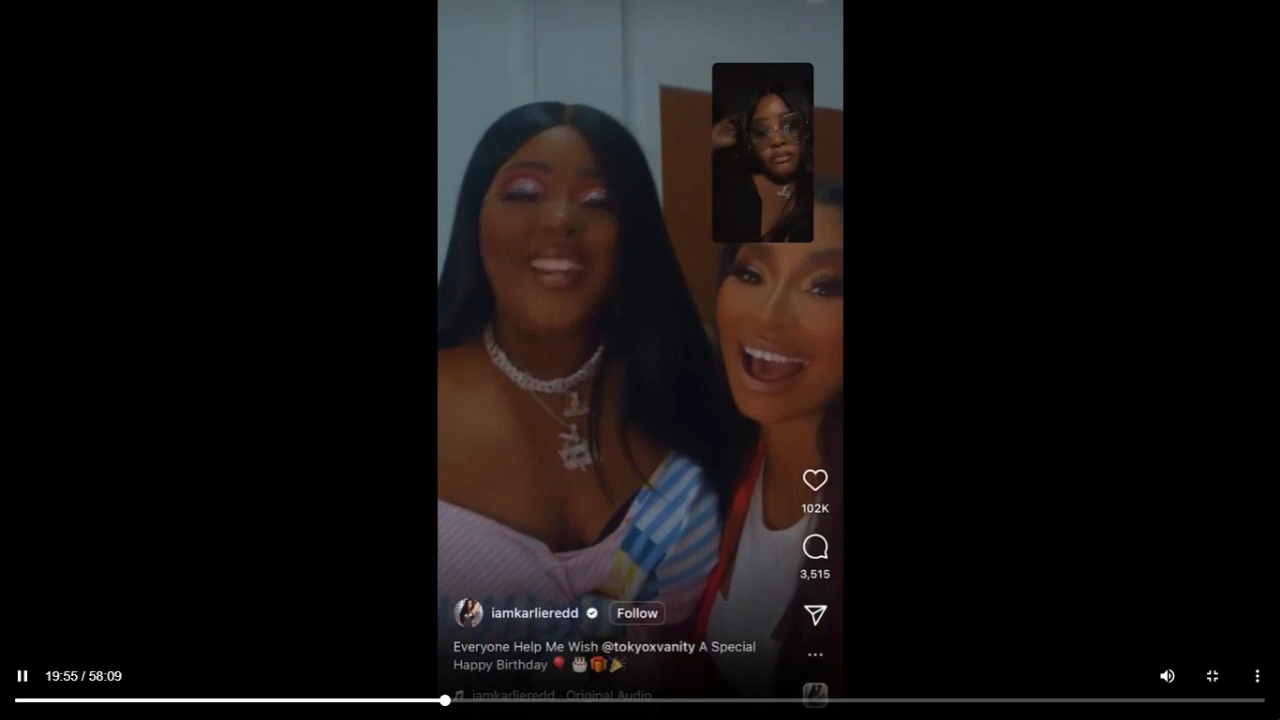 102K
3,515
iamkarlieredd Follow
Everyone Help Me Wish @tokyoxvanity A Special
Happy Birthday 🎈 🎂🎁🎉
iamkarlieredd · Original Audio
19:55 / 58:09